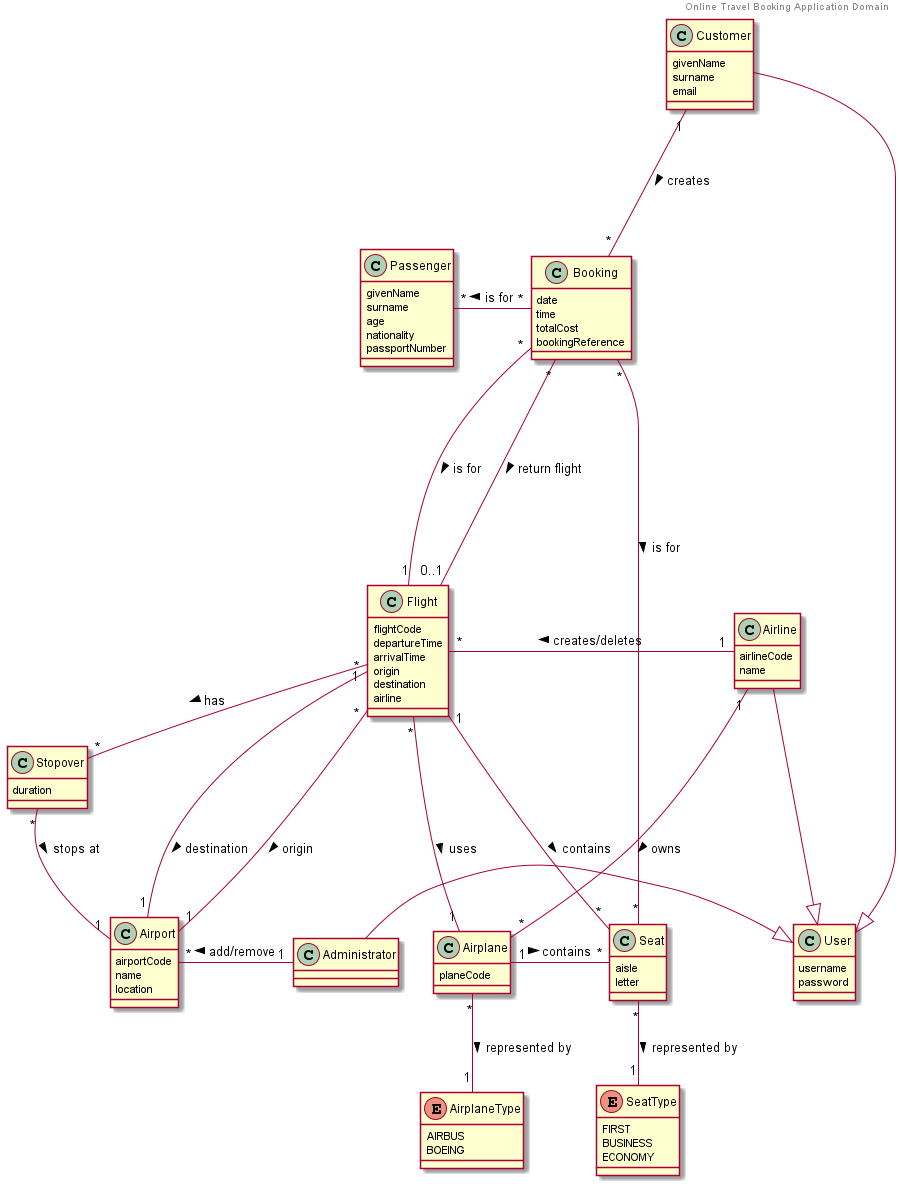 Online Travel Booking Application Domain
C Customer
givenName
surname
email
1
creates
*
C Passenger
givenName
surname
age
nationality
passportNumber
* is for *
C Booking
date
time
totalCost
bookingReference
*
*
*
is for
return flight
is for
1
0..1
C Flight
flightCode
departureTime
arrivalTime
origin
destination
airline
* creates/deletes 1
C Airline
airlineCode
name
*
1
*
*
1
1
has
*
C Stopover
duration
*
stops at
destination
origin
uses
contains
owns
1
1
1
1
*
*
*
C Airport
airportCode
name
location
* add/remove 1
C Administrator
C Airplane
planeCode
1 contains *
C Seat
aisle
letter
C User
username
password
*
represented by
1
*
represented by
1
E AirplaneType
AIRBUS
BOEING
E SeatType
FIRST
BUSINESS
ECONOMY